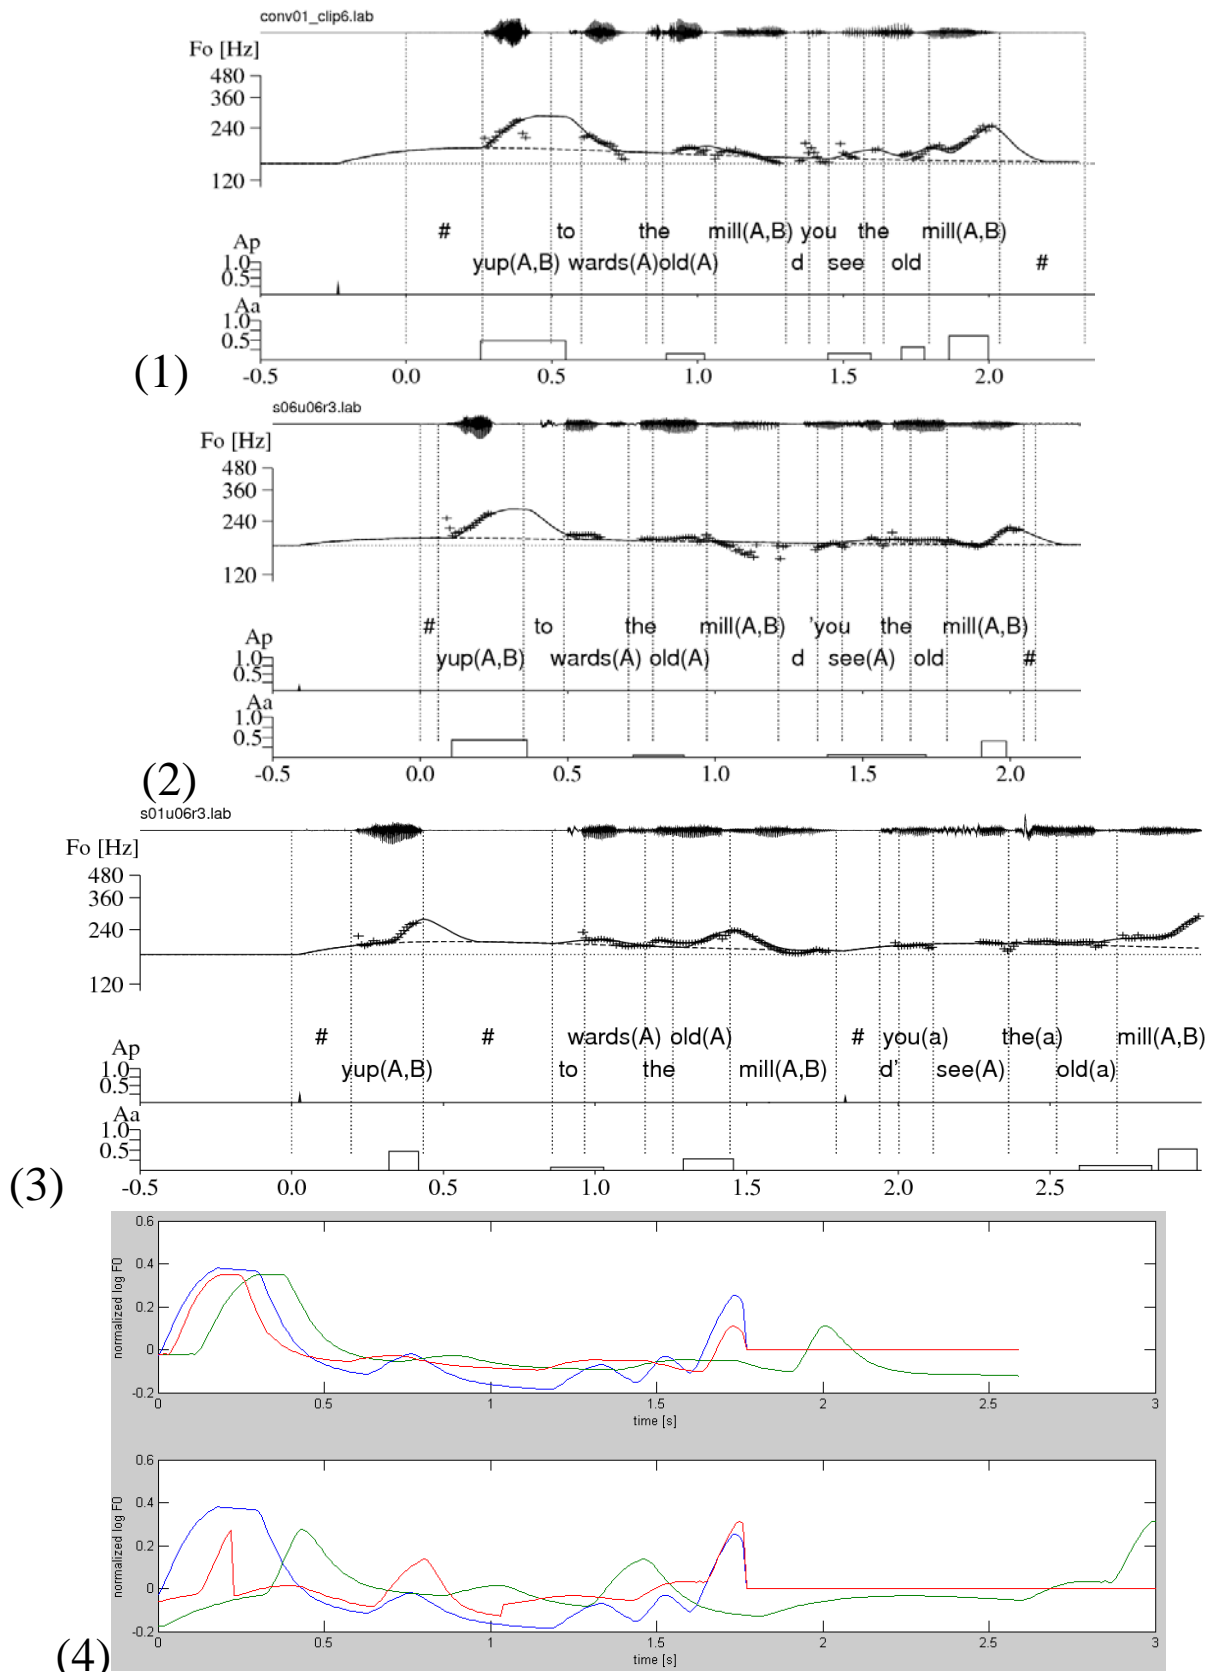 conv01_clip6.lab
Fo [Hz]
480
360
240
120
# to the mill(A,B) you the mill(A,B)
yup(A,B) wards(A)old(A) d see old #
Ap
1.0
0.5
Aa
1.0
0.5
-0.5 0.0 0.5 1.0 1.5 2.0
(1)
s06u06r3.lab
Fo [Hz]
480
360
240
120
# to the mill(A,B) 'you the mill(A,B)
yup(A,B) wards(A) old(A) d see(A) old #
Ap
1.0
0.5
Aa
1.0
0.5
-0.5 0.0 0.5 1.0 1.5 2.0
(2)
s01u06r3.lab
Fo [Hz]
480
360
240
120
# # wards(A) old(A) # you(a) the(a) mill(A,B)
yup(A,B) to the mill(A,B) d' see(A) old(a)
Ap
1.0
0.5
Aa
1.0
0.5
-0.5 0.0 0.5 1.0 1.5 2.0 2.5
(3)
0.6
0.4
0.2
0
-0.2
normalized log F0
0 0.5 1 1.5 2 2.5 3
time [s]
0.6
0.4
0.2
0
-0.2
normalized log F0
0 0.5 1 1.5 2 2.5 3
time [s]
(4)